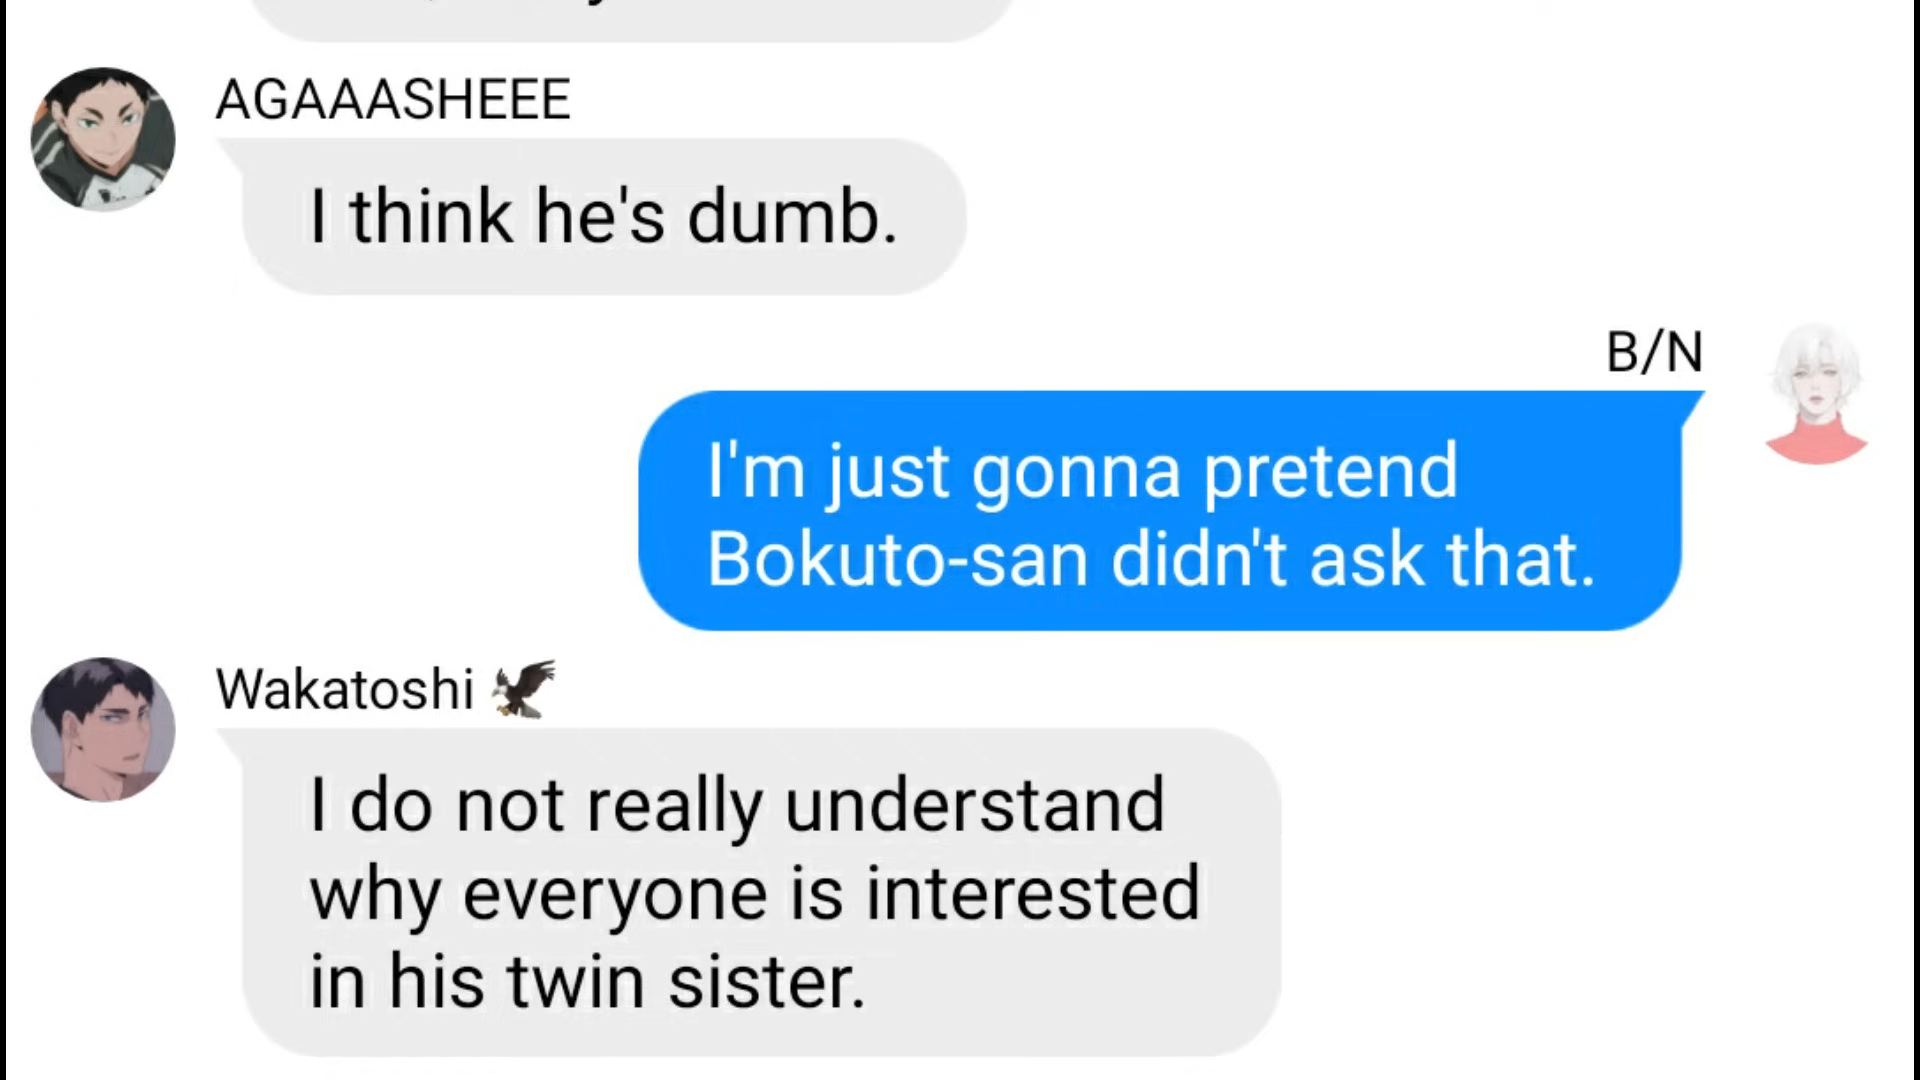 AGAAASHEEE
I think he's dumb.
B/N
I'm just gonna pretend
Bokuto-san didn't ask that.
Wakatoshi 🦅
I do not really understand
why everyone is interested
in his twin sister.